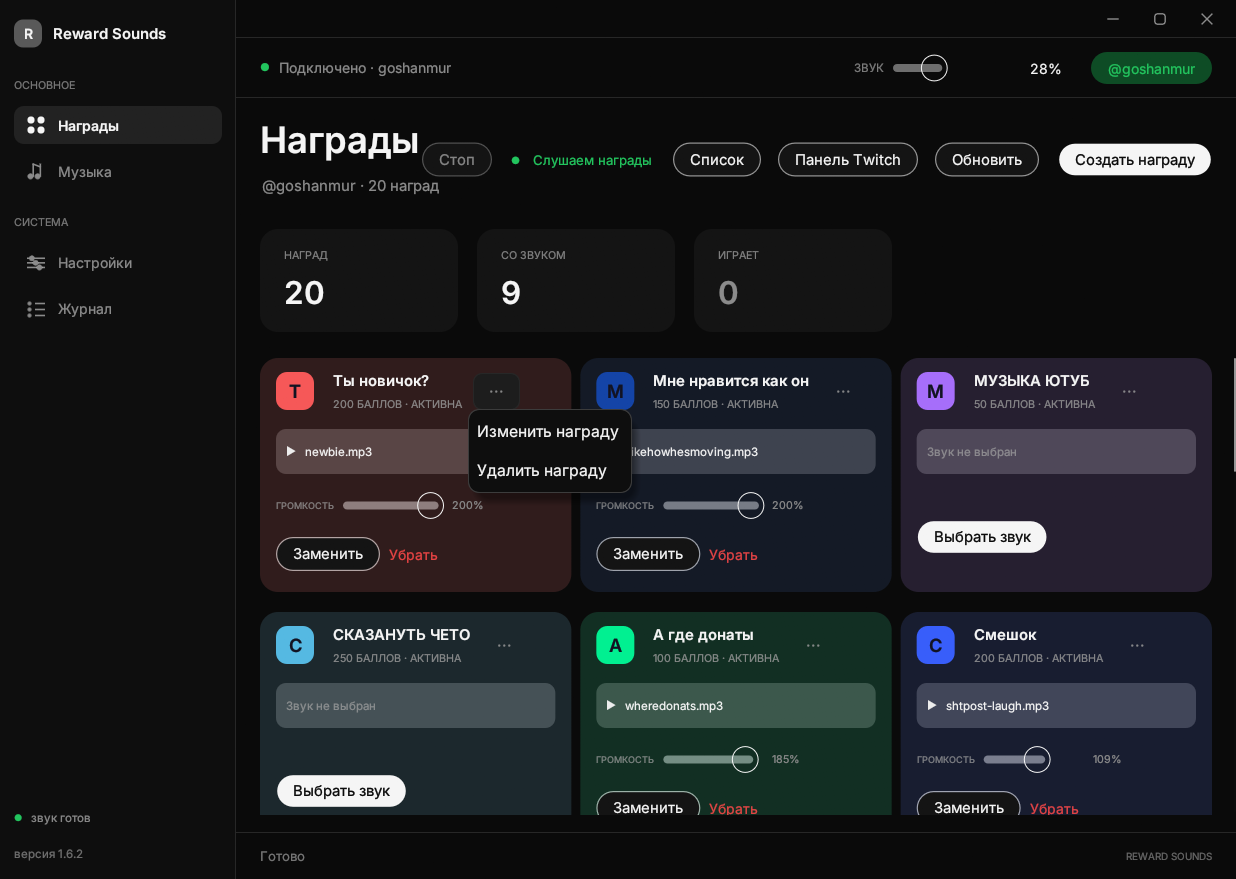 R Reward Sounds
ОСНОВНОЕ
Награды
Музыка
СИСТЕМА
Настройки
Журнал
звук готов
версия 1.6.2
Подключено · goshanmur
ЗВУК 28% @goshanmur
Награды
@goshanmur · 20 наград
Стоп Слушаем награды Список Панель Twitch Обновить Создать награду
НАГРАД
20
СО ЗВУКОМ
9
ИГРАЕТ
0
Т Ты новичок? ...
200 БАЛЛОВ · АКТИВНА
newbie.mp3
ГРОМКОСТЬ 200%
Заменить Убрать
Изменить награду
Удалить награду
М Мне нравится как он ...
150 БАЛЛОВ · АКТИВНА
ikehowhesmoving.mp3
ГРОМКОСТЬ 200%
Заменить Убрать
М МУЗЫКА ЮТУБ ...
50 БАЛЛОВ · АКТИВНА
Звук не выбран
Выбрать звук
С СКАЗАНУТЬ ЧЕТО ...
250 БАЛЛОВ · АКТИВНА
Звук не выбран
Выбрать звук
А А где донаты ...
100 БАЛЛОВ · АКТИВНА
wheredonats.mp3
ГРОМКОСТЬ 185%
Заменить Убрать
С Смешок ...
200 БАЛЛОВ · АКТИВНА
shtpost-laugh.mp3
ГРОМКОСТЬ 109%
Заменить Убрать
Готово
REWARD SOUNDS